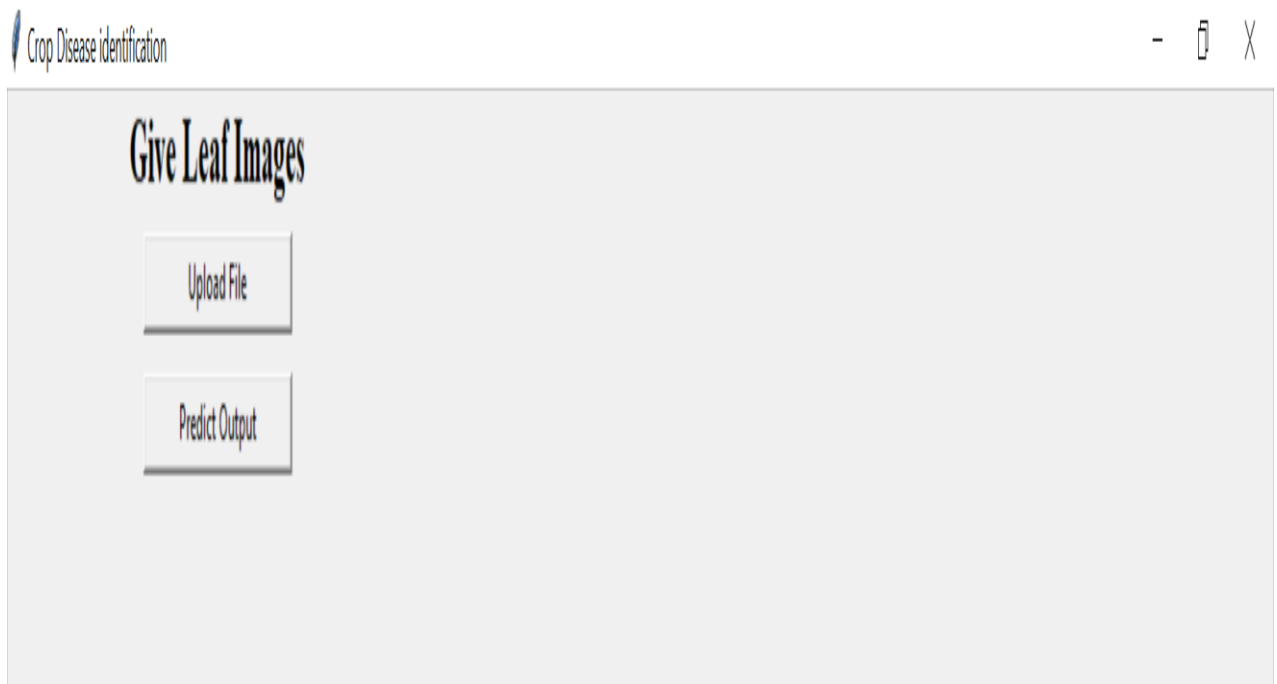 Crop Disease identification
Give Leaf Images
Upload File
Predict Output